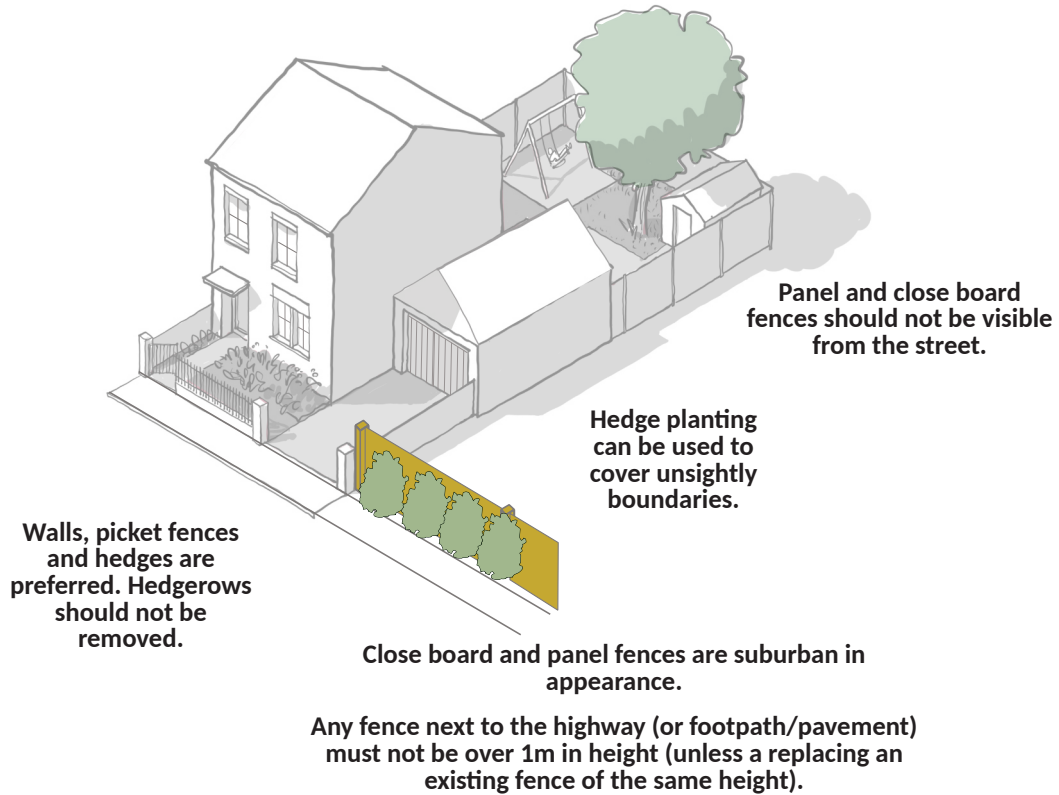 Panel and close board
fences should not be visible
from the street.
Hedge planting
can be used to
cover unsightly
boundaries.
Walls, picket fences
and hedges are
preferred. Hedgerows
should not be
removed.
Close board and panel fences are suburban in
appearance.
Any fence next to the highway (or footpath/pavement)
must not be over 1m in height (unless a replacing an
existing fence of the same height).